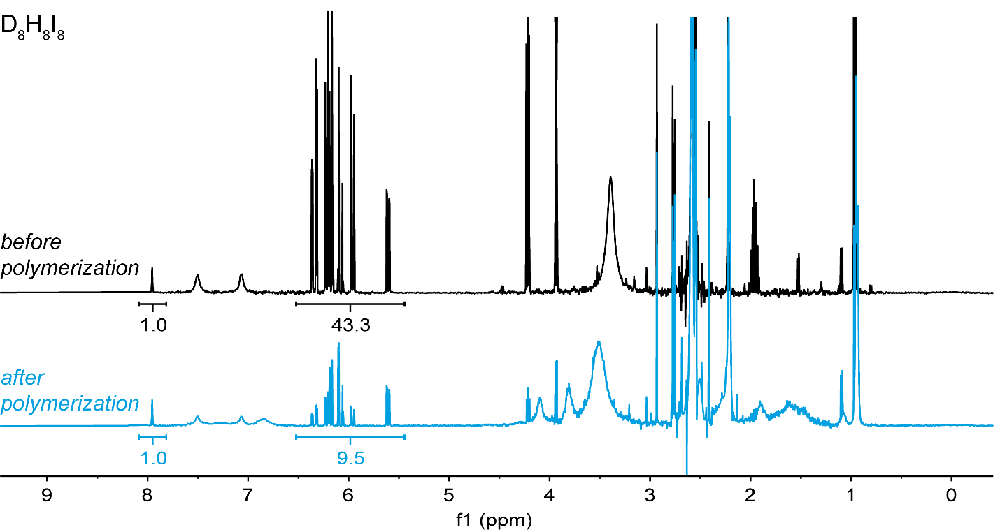 D₈H₈I₈
before
polymerization
1.0
43.3
after
polymerization
1.0
9.5
9 8 7 6 5 4 3 2 1 0
f1 (ppm)